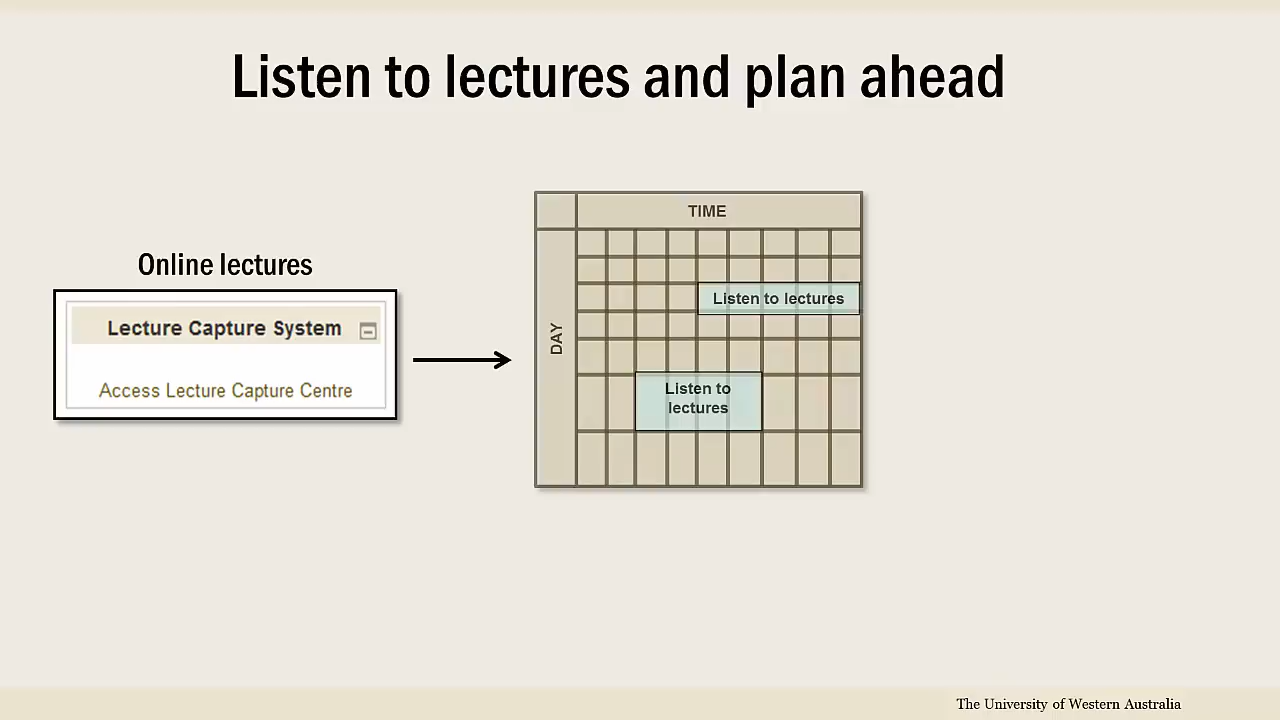 Listen to lectures and plan ahead
Online lectures
Lecture Capture System
Access Lecture Capture Centre
TIME
DAY
Listen to lectures
Listen to
lectures
The University of Western Australia